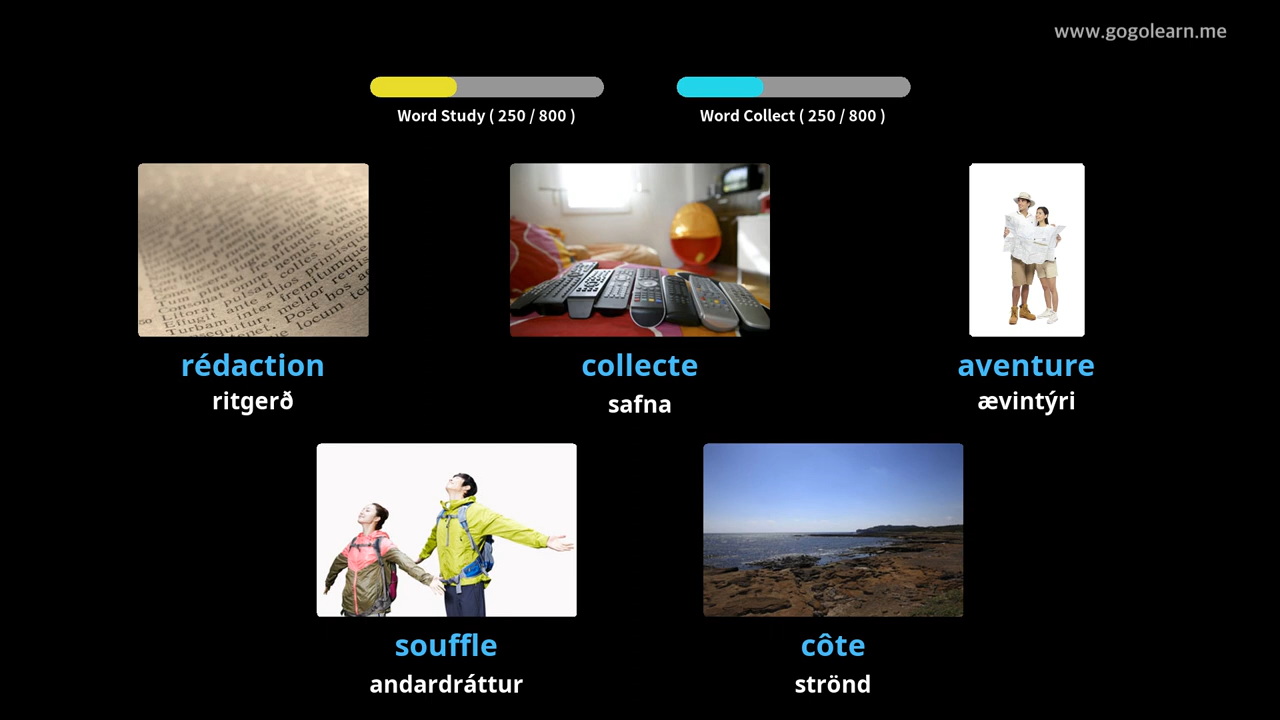 www.gogolearn.me
Word Study ( 250 / 800 )
Word Collect ( 250 / 800 )
rédaction
ritgerð
collecte
safna
aventure
ævintýri
souffle
andardráttur
côte
strönd